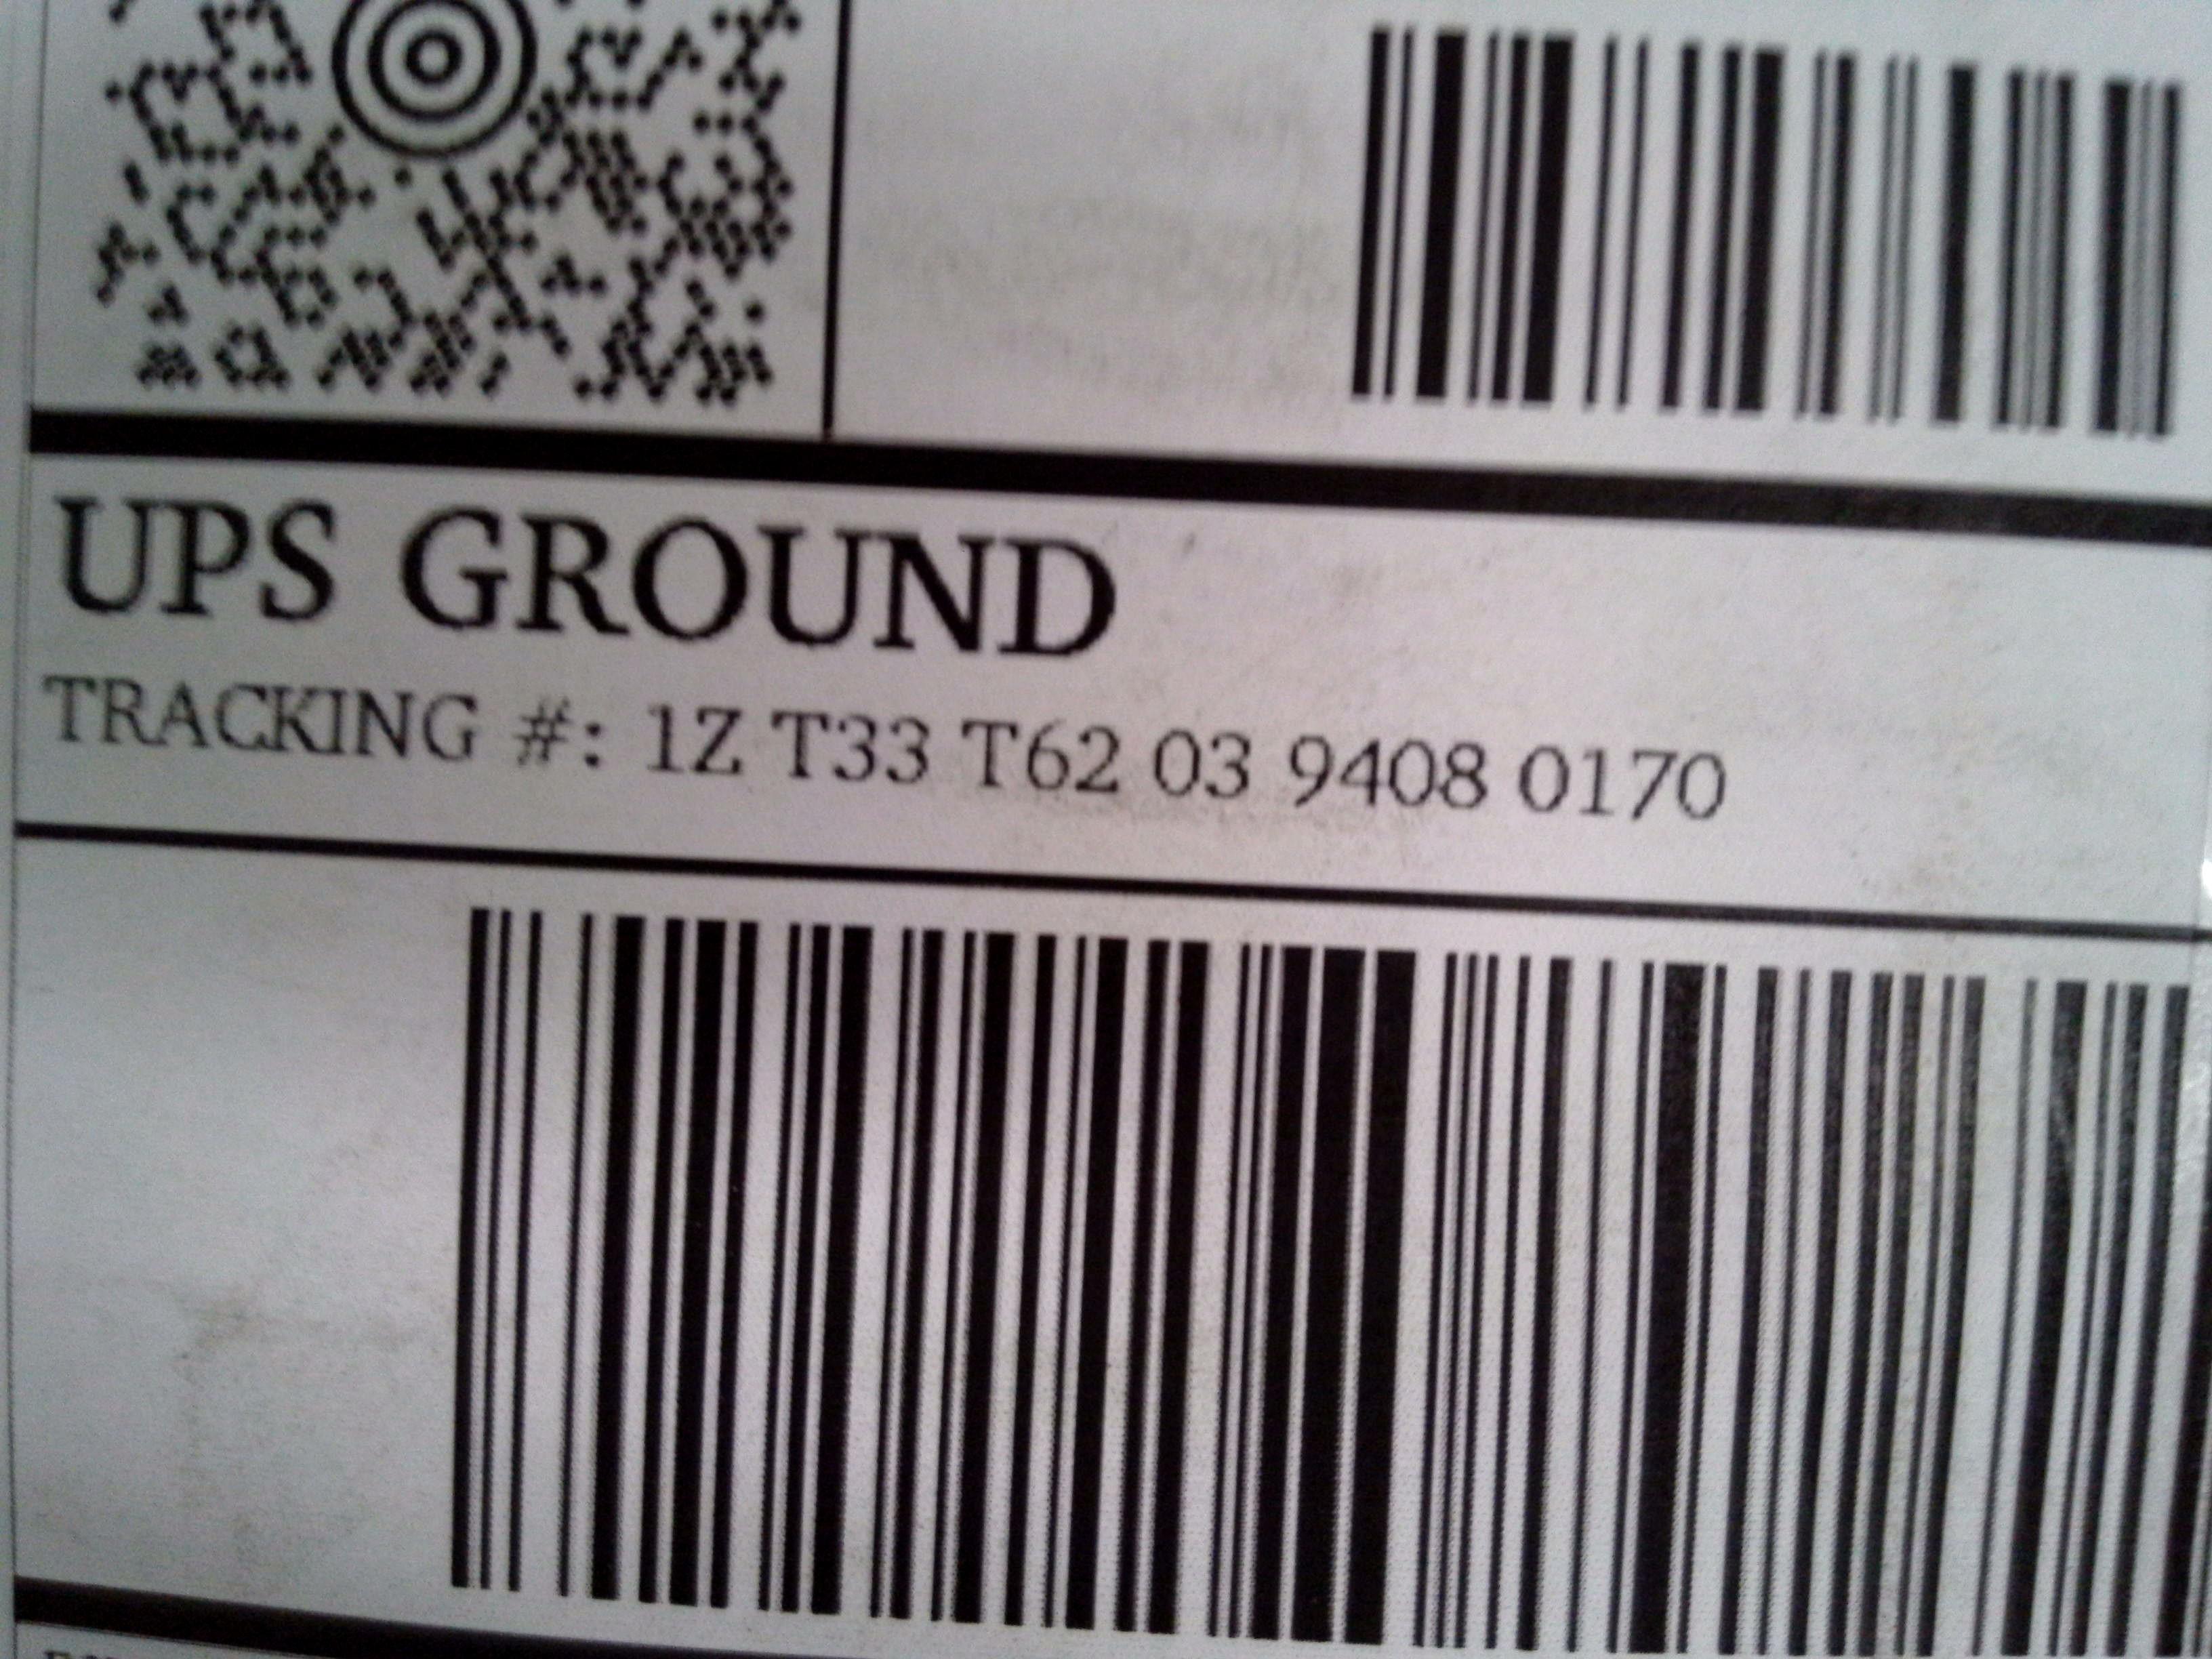 UPS GROUND
TRACKING #: 1Z T33 T62 03 9408 0170